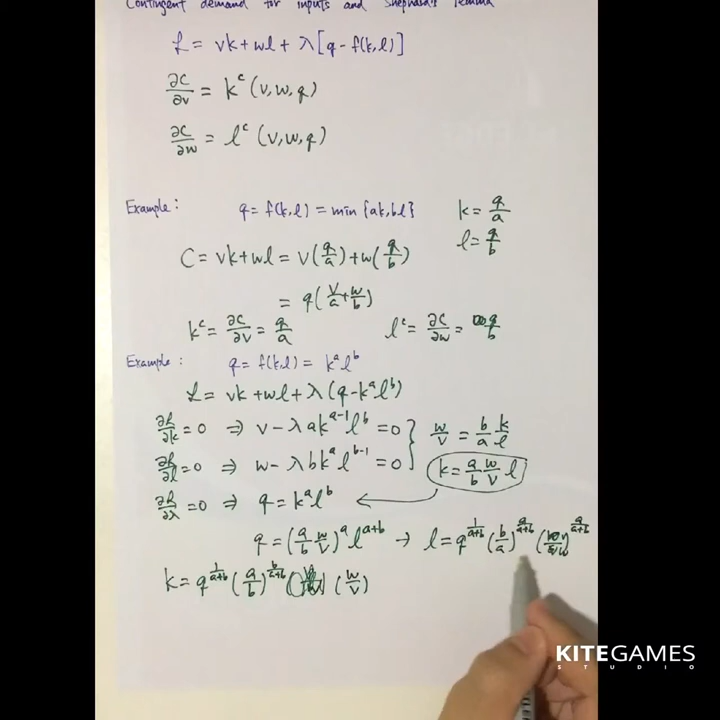 Contingent demand for inputs and Shephard's lemma
ℒ = vk + wl + λ[q - f(k,l)]
∂C/∂v = k^c (v, w, q)
∂C/∂w = l^c (v, w, q)
Example: q = f(k,l) = min {ak, bl} k = q/a
l = q/b
C = vk + wl = v(q/a) + w(q/b)
= q(v/a + w/b)
k^c = ∂C/∂v = q/a l^c = ∂C/∂w = q/b
Example: q = f(k,l) = k^a l^b
ℒ = vk + wl + λ(q - k^a l^b)
∂ℒ/∂k = 0 ⇒ v - λak^(a-1) l^b = 0 } w/v = b/a k/l
∂ℒ/∂l = 0 ⇒ w - λbk^a l^(b-1) = 0 k = a/b w/v l
∂ℒ/∂λ = 0 ⇒ q = k^a l^b ←
q = (a/b w/v)^a l^(a+b) → l = q^(1/(a+b)) (b/a)^(a/(a+b)) (v/w)^(a/(a+b))
k = q^(1/(a+b)) (a/b)^(b/(a+b)) (w/v)
KITEGAMES
STUDIO